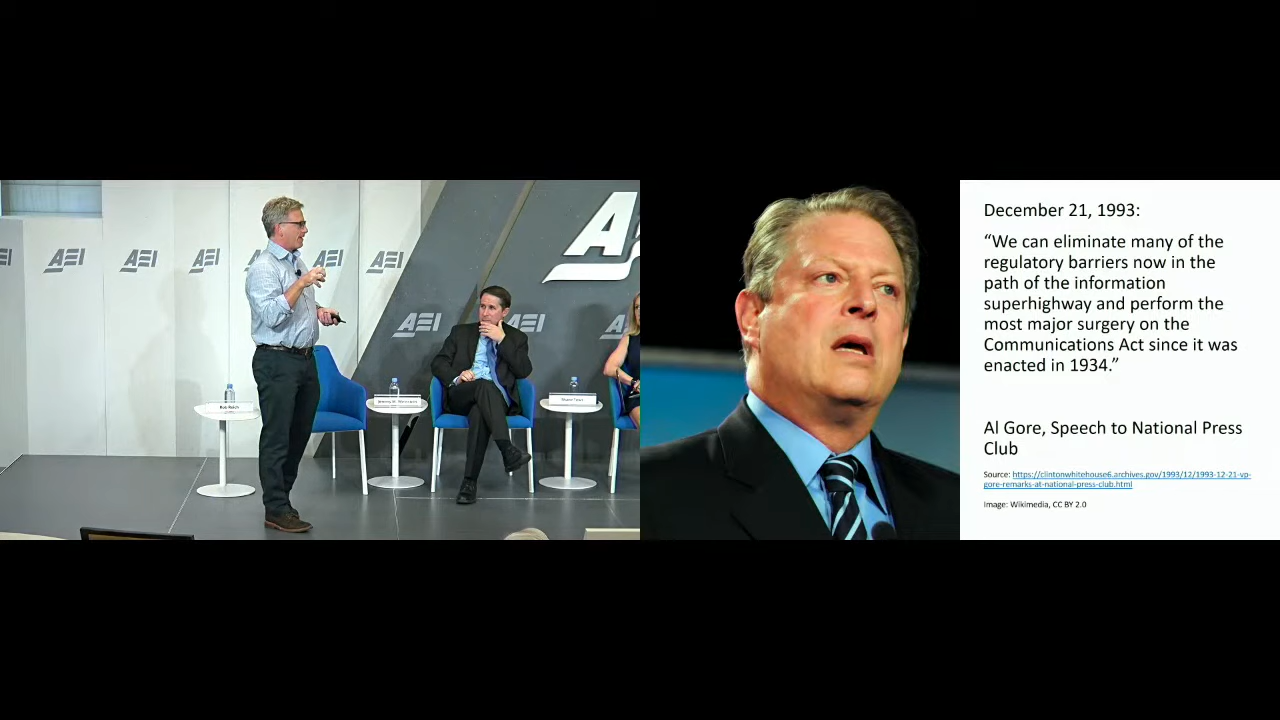 AEI
AEI
AEI
AEI
AEI
AEI
AEI
Rob Reich
December 21, 1993:
“We can eliminate many of the
regulatory barriers now in the
path of the information
superhighway and perform the
most major surgery on the
Communications Act since it was
enacted in 1934.”
Al Gore, Speech to National Press
Club
Source: https://clintonwhitehouse6.archives.gov/1993/12/1993-12-21-vp-
gore-remarks-at-national-press-club.html
Image: Wikimedia, CC BY 2.0